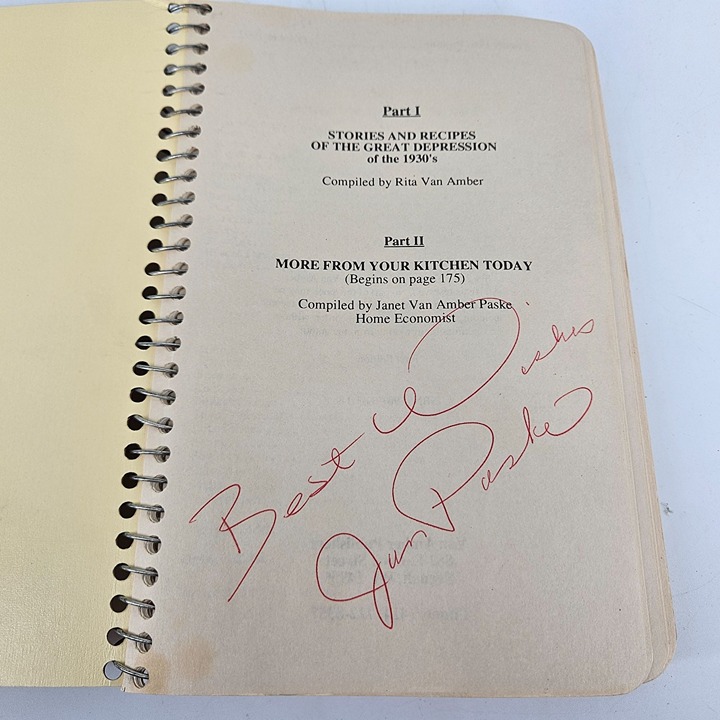 Part I
STORIES AND RECIPES
OF THE GREAT DEPRESSION
of the 1930's
Compiled by Rita Van Amber
Part II
MORE FROM YOUR KITCHEN TODAY
(Begins on page 175)
Compiled by Janet Van Amber Paske
Home Economist
Best Wishes
Jan Paske